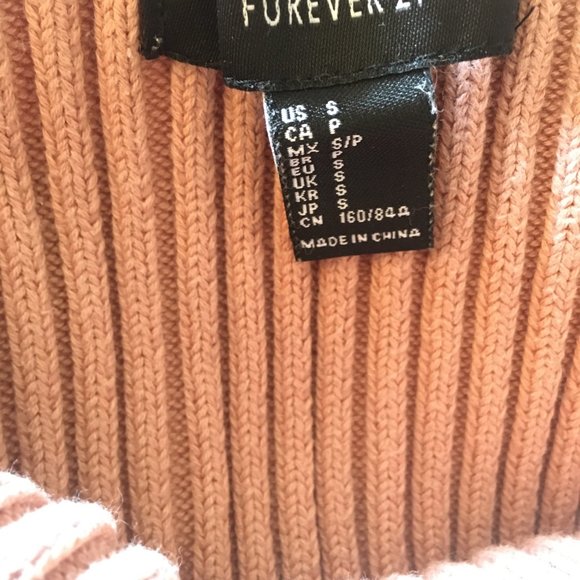 FOREVER 21
US S
CA P
MX S/P
BR P
EU S
UK S
KR S
JP S
CN 160/84A
MADE IN CHINA